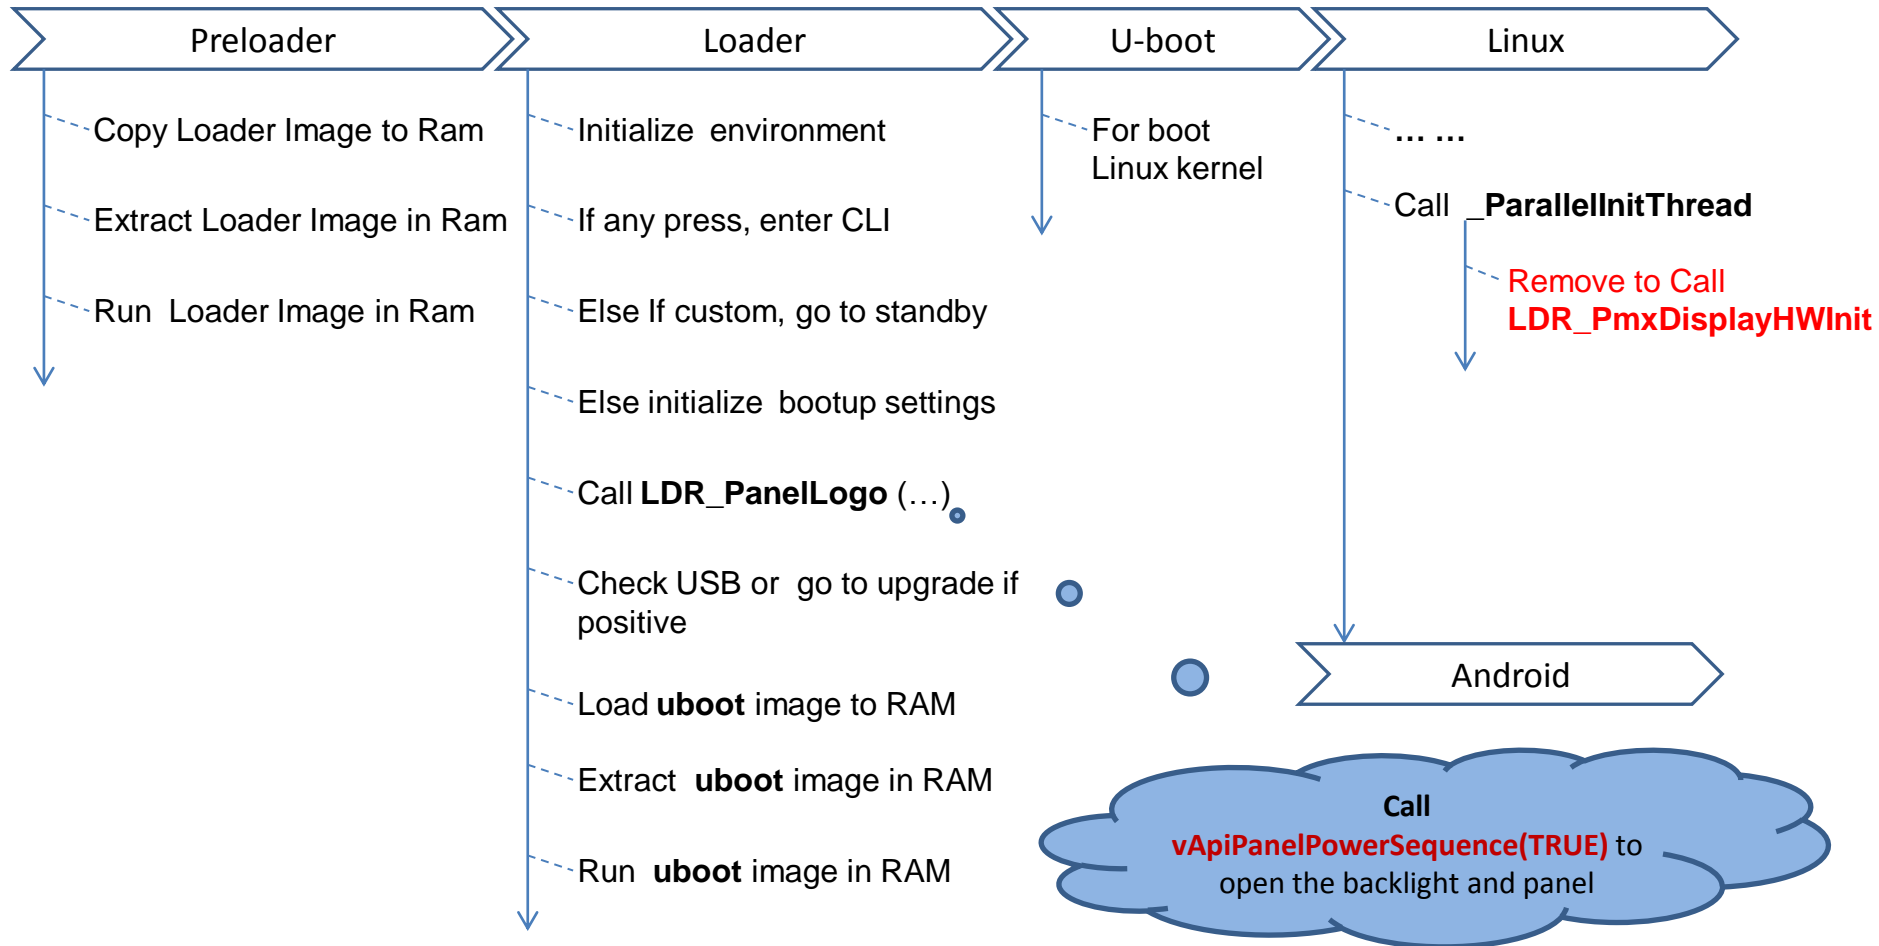 Preloader
Loader
U-boot
Linux
Copy Loader Image to Ram
Extract Loader Image in Ram
Run Loader Image in Ram
Initialize environment
If any press, enter CLI
Else If custom, go to standby
Else initialize bootup settings
Call LDR_PanelLogo (…)
Check USB or go to upgrade if
positive
Load uboot image to RAM
Extract uboot image in RAM
Run uboot image in RAM
For boot
Linux kernel
... ...
Call _ParallelInitThread
Remove to Call
LDR_PmxDisplayHWInit
Android
Call
vApiPanelPowerSequence(TRUE) to
open the backlight and panel